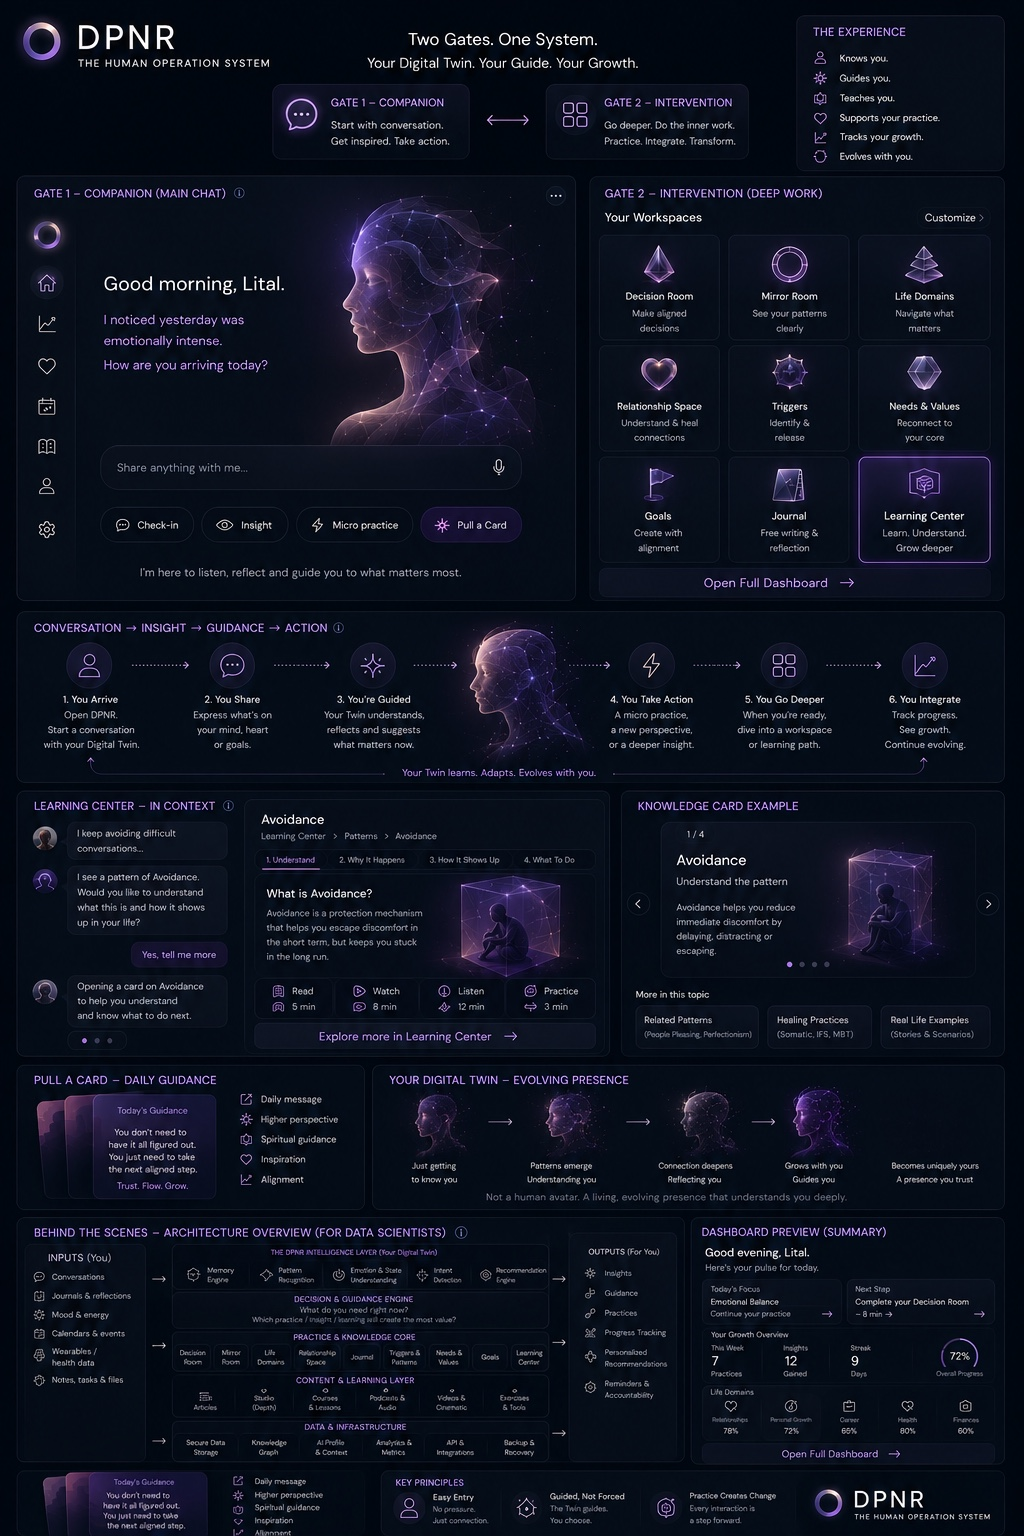 DPNR
THE HUMAN OPERATION SYSTEM
Two Gates. One System.
Your Digital Twin. Your Guide. Your Growth.
GATE 1 – COMPANION
Start with conversation.
Get inspired. Take action.
GATE 2 – INTERVENTION
Go deeper. Do the inner work.
Practice. Integrate. Transform.
THE EXPERIENCE
Knows you.
Guides you.
Teaches you.
Supports your practice.
Tracks your growth.
Evolves with you.
GATE 1 – COMPANION (MAIN CHAT)
Good morning, Lital.
I noticed yesterday was
emotionally intense.
How are you arriving today?
Share anything with me...
Check-in
Insight
Micro practice
Pull a Card
I'm here to listen, reflect and guide you to what matters most.
GATE 2 – INTERVENTION (DEEP WORK)
Your Workspaces
Customize >
Decision Room
Make aligned
decisions
Mirror Room
See your patterns
clearly
Life Domains
Navigate what
matters
Relationship Space
Understand & heal
connections
Triggers
Identify &
release
Needs & Values
Reconnect to
your core
Goals
Create with
alignment
Journal
Free writing &
reflection
Learning Center
Learn. Understand.
Grow deeper
Open Full Dashboard →
CONVERSATION → INSIGHT → GUIDANCE → ACTION
1. You Arrive
Open DPNR.
Start a conversation
with your Digital Twin.
2. You Share
Express what's on
your mind, heart
or goals.
3. You're Guided
Your Twin understands,
reflects and suggests
what matters now.
4. You Take Action
A micro practice,
a new perspective,
or a deeper insight.
5. You Go Deeper
When you're ready,
dive into a workspace
or learning path.
6. You Integrate
Track progress.
See growth.
Continue evolving.
Your Twin learns. Adapts. Evolves with you.
LEARNING CENTER – IN CONTEXT
I keep avoiding difficult
conversations...
I see a pattern of Avoidance.
Would you like to understand
what this is and how it shows
up in your life?
Yes, tell me more
Opening a card on Avoidance
to help you understand
and know what to do next.
Avoidance
Learning Center > Patterns > Avoidance
1. Understand
2. Why It Happens
3. How It Shows Up
4. What To Do
What is Avoidance?
Avoidance is a protection mechanism
that helps you escape discomfort in
the short term, but keeps you stuck
in the long run.
Read
5 min
Watch
8 min
Listen
12 min
Practice
3 min
Explore more in Learning Center →
KNOWLEDGE CARD EXAMPLE
1 / 4
Avoidance
Understand the pattern
Avoidance helps you reduce
immediate discomfort by
delaying, distracting or
escaping.
More in this topic
Related Patterns
(People Pleasing, Perfectionism)
Healing Practices
(Somatic, IFS, MBT)
Real Life Examples
(Stories & Scenarios)
PULL A CARD – DAILY GUIDANCE
Today's Guidance
You don't need to
have it all figured out.
You just need to take
the next aligned step.
Trust. Flow. Grow.
Daily message
Higher perspective
Spiritual guidance
Inspiration
Alignment
YOUR DIGITAL TWIN – EVOLVING PRESENCE
Just getting
to know you
Patterns emerge
Understanding you
Connection deepens
Reflecting you
Grows with you
Guides you
Becomes uniquely yours
A presence you trust
Not a human avatar. A living, evolving presence that understands you deeply.
BEHIND THE SCENES – ARCHITECTURE OVERVIEW (FOR DATA SCIENTISTS)
INPUTS (You)
Conversations
Journals & reflections
Mood & energy
Calendars & events
Wearables /
health data
Notes, tasks & files
THE DPNR INTELLIGENCE LAYER (Your Digital Twin)
Memory
Engine
Pattern
Recognition
Emotion & State
Understanding
Intent
Detection
Recommendation
Engine
DECISION & GUIDANCE ENGINE
What do you need right now?
Which practice / insight / learning will create the most value?
PRACTICE & KNOWLEDGE CORE
Decision
Room
Mirror
Room
Life
Domains
Relationship
Space
Journal
Triggers &
Patterns
Needs &
Values
Goals
Learning
Center
CONTENT & LEARNING LAYER
Articles
Studio
(Depth)
Courses
& Lessons
Podcasts &
Audio
Videos &
Cinematic
Exercises
& Tools
DATA & INFRASTRUCTURE
Secure Data
Storage
Knowledge
Graph
AI Profile
& Context
Analytics &
Metrics
API &
Integrations
Backup &
Recovery
OUTPUTS (For You)
Insights
Guidance
Practices
Progress Tracking
Personalized
Recommendations
Reminders &
Accountability
DASHBOARD PREVIEW (SUMMARY)
Good evening, Lital.
Here's your pulse for today.
Today's Focus
Emotional Balance
Continue your practice →
Next Step
Complete your Decision Room
~ 8 min → →
Your Growth Overview
This Week
7
Practices
Insights
12
Gained
Streak
9
Days
72%
Overall Progress
Life Domains
Relationships
78%
Personal Growth
72%
Career
65%
Health
80%
Finances
60%
Open Full Dashboard →
Today's Guidance
You don't need to
have it all figured out.
You just need to take
the next aligned step.
Daily message
Higher perspective
Spiritual guidance
Inspiration
Alignment
KEY PRINCIPLES
Easy Entry
No pressure.
Just connection.
Guided, Not Forced
The Twin guides.
You choose.
Practice Creates Change
Every interaction is
a step forward.
DPNR
THE HUMAN OPERATION SYSTEM